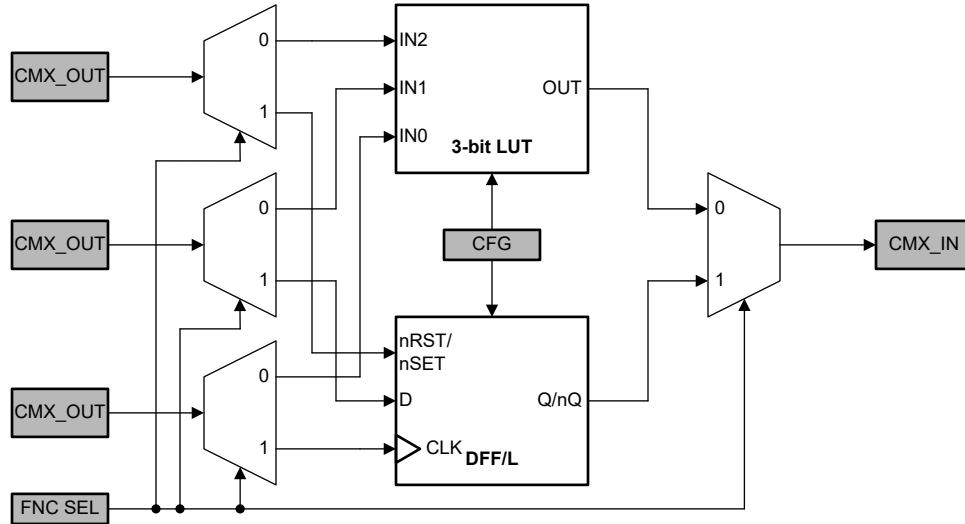 CMX_OUT
0
1
IN2
IN1
IN0
OUT
3-bit LUT
CMX_OUT
0
1
CFG
0
1
CMX_IN
CMX_OUT
0
1
nRST/
nSET
D
CLK
Q/nQ
DFF/L
FNC SEL